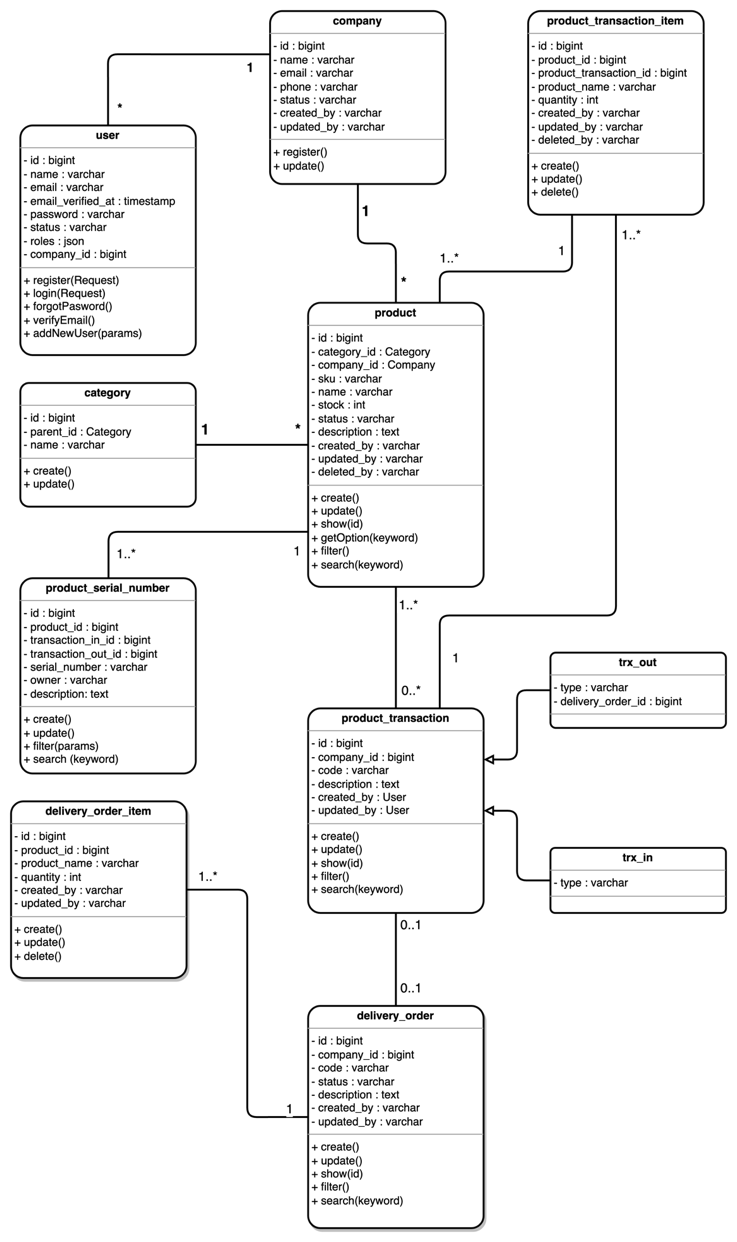 company
- id : bigint
- name : varchar
- email : varchar
- phone : varchar
- status : varchar
- created_by : varchar
- updated_by : varchar
+ register()
+ update()
product_transaction_item
- id : bigint
- product_id : bigint
- product_transaction_id : bigint
- product_name : varchar
- quantity : int
- created_by : varchar
- updated_by : varchar
- deleted_by : varchar
+ create()
+ update()
+ delete()
1
*
user
- id : bigint
- name : varchar
- email : varchar
- email_verified_at : timestamp
- password : varchar
- status : varchar
- roles : json
- company_id : bigint
+ register(Request)
+ login(Request)
+ forgotPasword()
+ verifyEmail()
+ addNewUser(params)
1
*
1..*
1
1..*
1
product
- id : bigint
- category_id : Category
- company_id : Company
- sku : varchar
- name : varchar
- stock : int
- status : varchar
- description : text
- created_by : varchar
- updated_by : varchar
- deleted_by : varchar
+ create()
+ update()
+ show(id)
+ getOption(keyword)
+ filter()
+ search(keyword)
category
- id : bigint
- parent_id : Category
- name : varchar
+ create()
+ update()
1
*
1
1..*
product_serial_number
- id : bigint
- product_id : bigint
- transaction_in_id : bigint
- transaction_out_id : bigint
- serial_number : varchar
- owner : varchar
- description: text
+ create()
+ update()
+ filter(params)
+ search (keyword)
1..*
0..*
product_transaction
- id : bigint
- company_id : bigint
- code : varchar
- description : text
- created_by : User
- updated_by : User
+ create()
+ update()
+ show(id)
+ filter()
+ search(keyword)
trx_out
- type : varchar
- delivery_order_id : bigint
trx_in
- type : varchar
delivery_order_item
- id : bigint
- product_id : bigint
- product_name : varchar
- quantity : int
- created_by : varchar
- updated_by : varchar
+ create()
+ update()
+ delete()
1..*
1
0..1
0..1
delivery_order
- id : bigint
- company_id : bigint
- code : varchar
- status : varchar
- description : text
- created_by : varchar
- updated_by : varchar
+ create()
+ update()
+ show(id)
+ filter()
+ search(keyword)